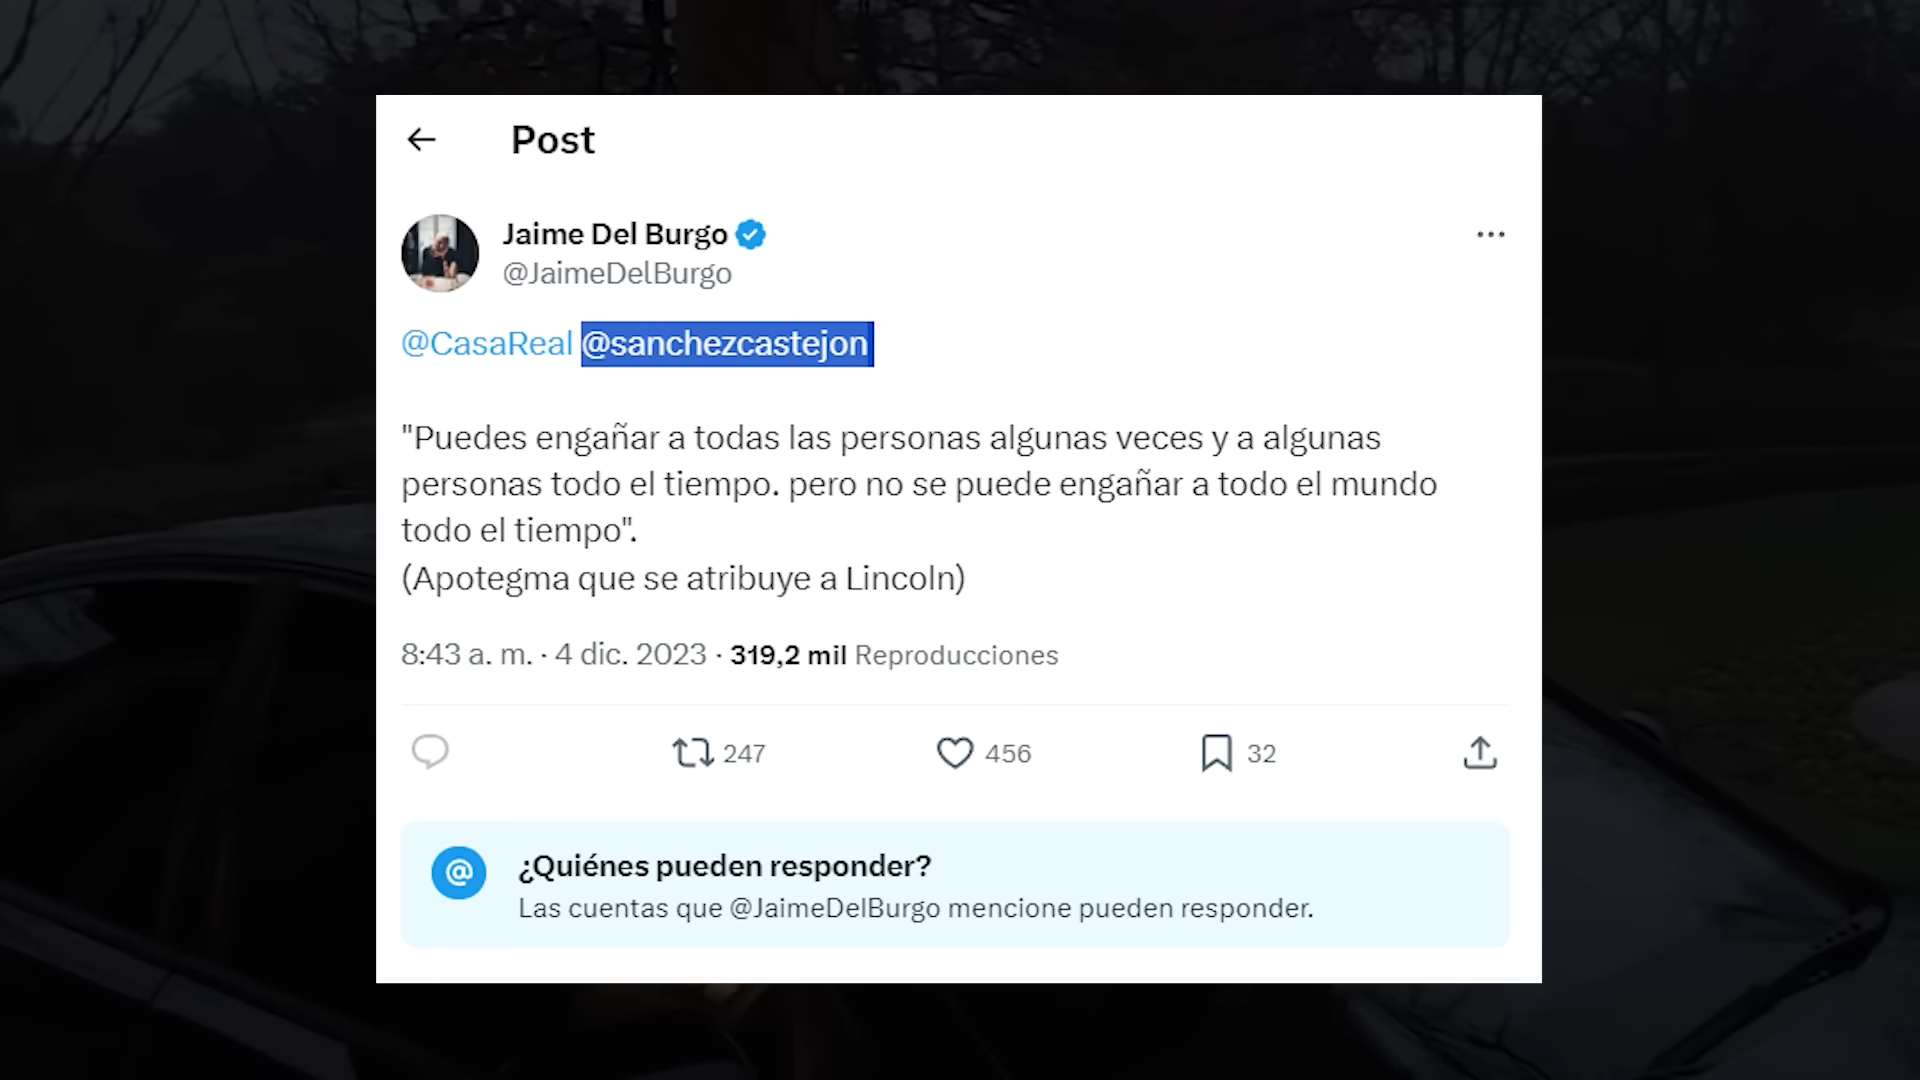 Post
Jaime Del Burgo
@JaimeDelBurgo
@CasaReal @sanchezcastejon
"Puedes engañar a todas las personas algunas veces y a algunas
personas todo el tiempo. pero no se puede engañar a todo el mundo
todo el tiempo".
(Apotegma que se atribuye a Lincoln)
8:43 a. m. · 4 dic. 2023 · 319,2 mil Reproducciones
247 456 32
@ ¿Quiénes pueden responder?
Las cuentas que @JaimeDelBurgo mencione pueden responder.